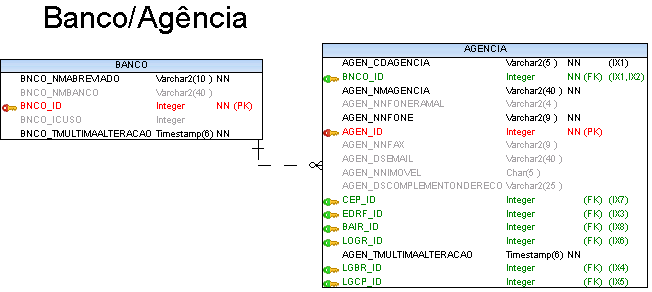 Banco/Agência
BANCO
BNCO_NMABREVIADO Varchar2(10 ) NN
BNCO_NMBANCO Varchar2(40 )
BNCO_ID Integer NN (PK)
BNCO_ICUSO Integer
BNCO_TMULTIMAALTERACAO Timestamp(6) NN
AGENCIA
AGEN_CDAGENCIA Varchar2(5 ) NN (IX1)
BNCO_ID Integer NN (FK) (IX1,IX2)
AGEN_NMAGENCIA Varchar2(40 ) NN
AGEN_NNFONERAMAL Varchar2(4 )
AGEN_NNFONE Varchar2(9 ) NN
AGEN_ID Integer NN (PK)
AGEN_NNFAX Varchar2(9 )
AGEN_DSEMAIL Varchar2(40 )
AGEN_NNIMOVEL Char(5 )
AGEN_DSCOMPLEMENTONDERECO Varchar2(25 )
CEP_ID Integer (FK) (IX7)
EDRF_ID Integer (FK) (IX3)
BAIR_ID Integer (FK) (IX8)
LOGR_ID Integer (FK) (IX6)
AGEN_TMULTIMAALTERACAO Timestamp(6) NN
LGBR_ID Integer (FK) (IX4)
LGCP_ID Integer (FK) (IX5)